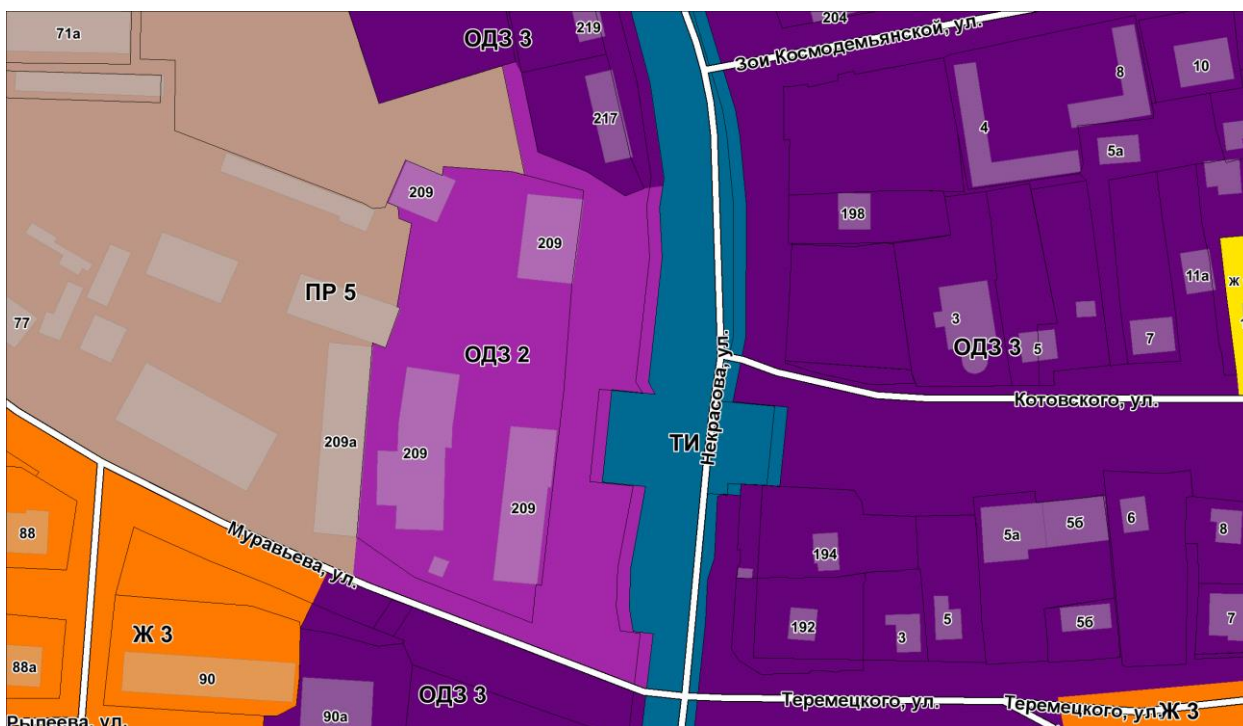 204
219
71а
ОДЗ 3
Зои Космодемьянской, ул.
8
10
217
4
5а
209
198
209
11а
ж
ПР 5
77
3
7
ОДЗ 2
ОДЗ 3
5
Котовского, ул.
209а
209
ТИ
Некрасова, ул.
209
88
Муравьева, ул.
194
5а
5б
6
8
192
3
5
5б
7
Ж 3
88а
90
ОДЗ 3
90а
Теремецкого, ул.
Теремецкого, ул.
Ж 3
Рылеева, ул.